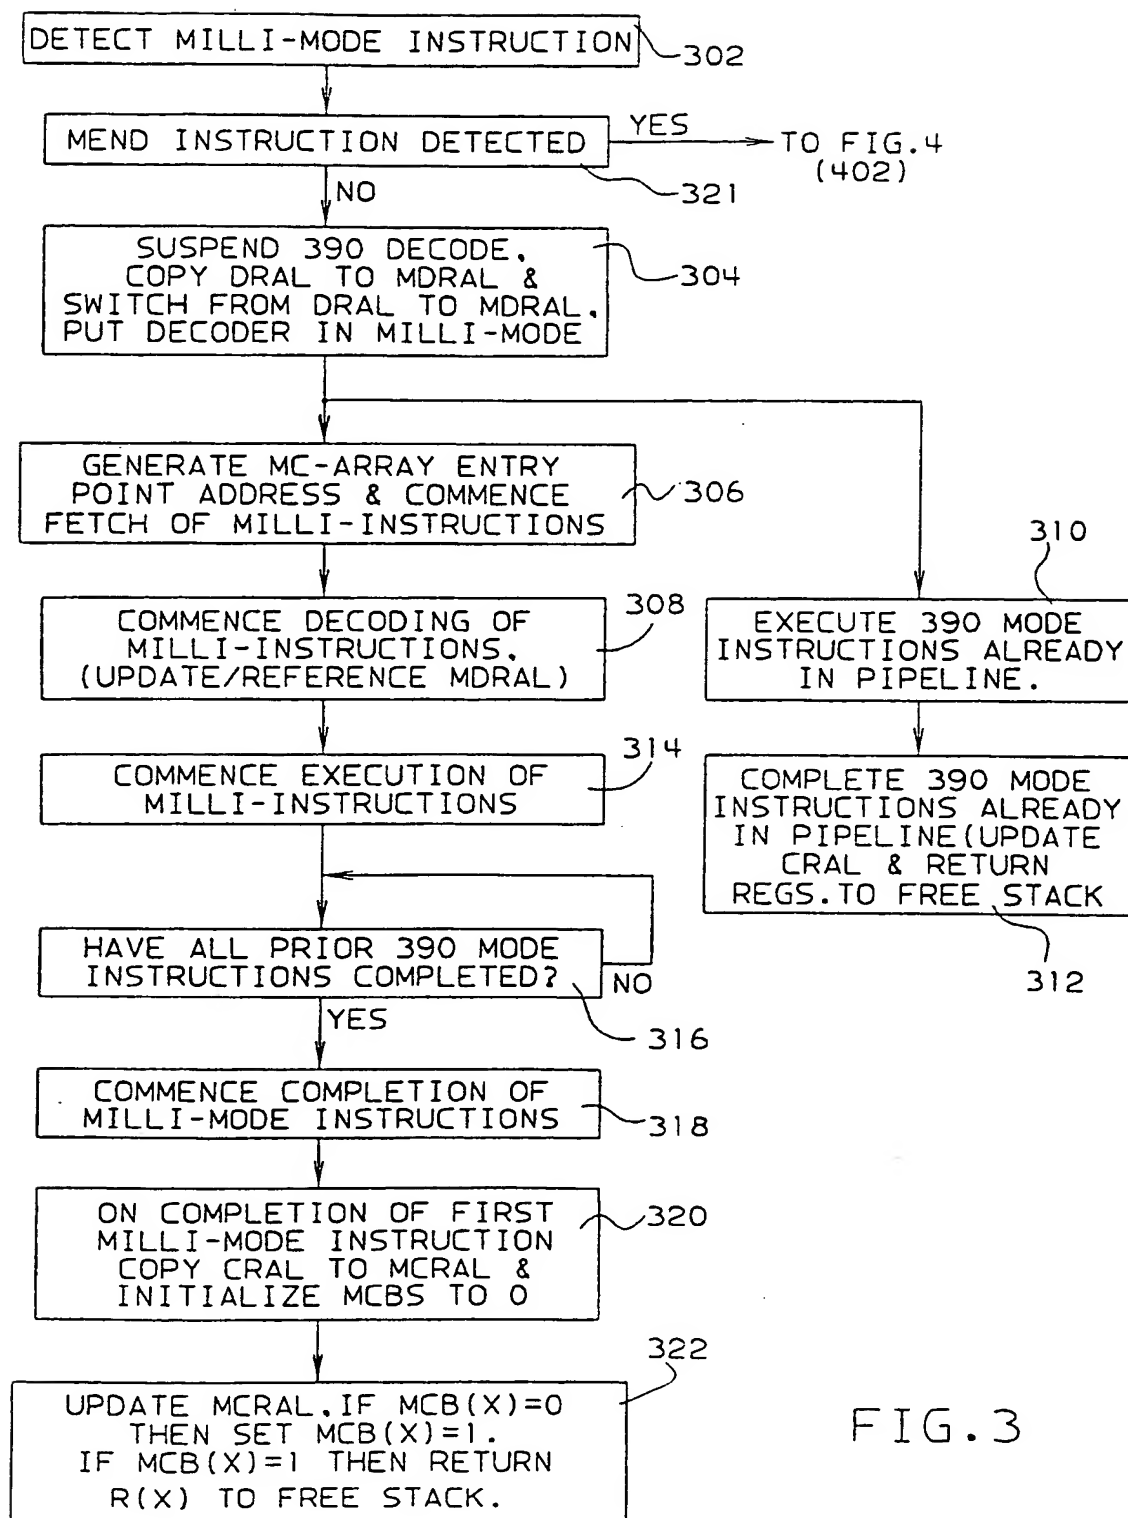 DETECT MILLI-MODE INSTRUCTION
302
MEND INSTRUCTION DETECTED
YES
TO FIG.4
(402)
321
NO
SUSPEND 390 DECODE.
COPY DRAL TO MDRAL &
SWITCH FROM DRAL TO MDRAL.
PUT DECODER IN MILLI-MODE
304
GENERATE MC-ARRAY ENTRY
POINT ADDRESS & COMMENCE
FETCH OF MILLI-INSTRUCTIONS
306
310
COMMENCE DECODING OF
MILLI-INSTRUCTIONS.
(UPDATE/REFERENCE MDRAL)
308
EXECUTE 390 MODE
INSTRUCTIONS ALREADY
IN PIPELINE.
COMMENCE EXECUTION OF
MILLI-INSTRUCTIONS
314
COMPLETE 390 MODE
INSTRUCTIONS ALREADY
IN PIPELINE(UPDATE
CRAL & RETURN
REGS.TO FREE STACK
312
HAVE ALL PRIOR 390 MODE
INSTRUCTIONS COMPLETED?
NO
316
YES
COMMENCE COMPLETION OF
MILLI-MODE INSTRUCTIONS
318
ON COMPLETION OF FIRST
MILLI-MODE INSTRUCTION
COPY CRAL TO MCRAL &
INITIALIZE MCBS TO 0
320
322
UPDATE MCRAL.IF MCB(X)=0
THEN SET MCB(X)=1.
IF MCB(X)=1 THEN RETURN
R(X) TO FREE STACK.
FIG.3